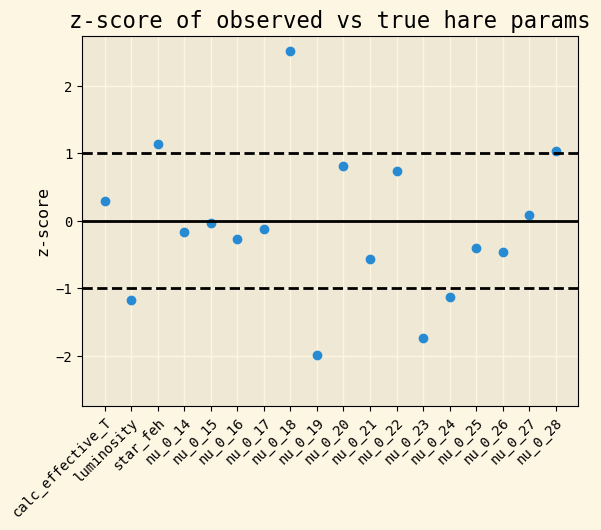 z-score of observed vs true hare params
z-score
2
1
0
−1
−2
calc_effective_T
luminosity
star_feh
nu_0_14
nu_0_15
nu_0_16
nu_0_17
nu_0_18
nu_0_19
nu_0_20
nu_0_21
nu_0_22
nu_0_23
nu_0_24
nu_0_25
nu_0_26
nu_0_27
nu_0_28